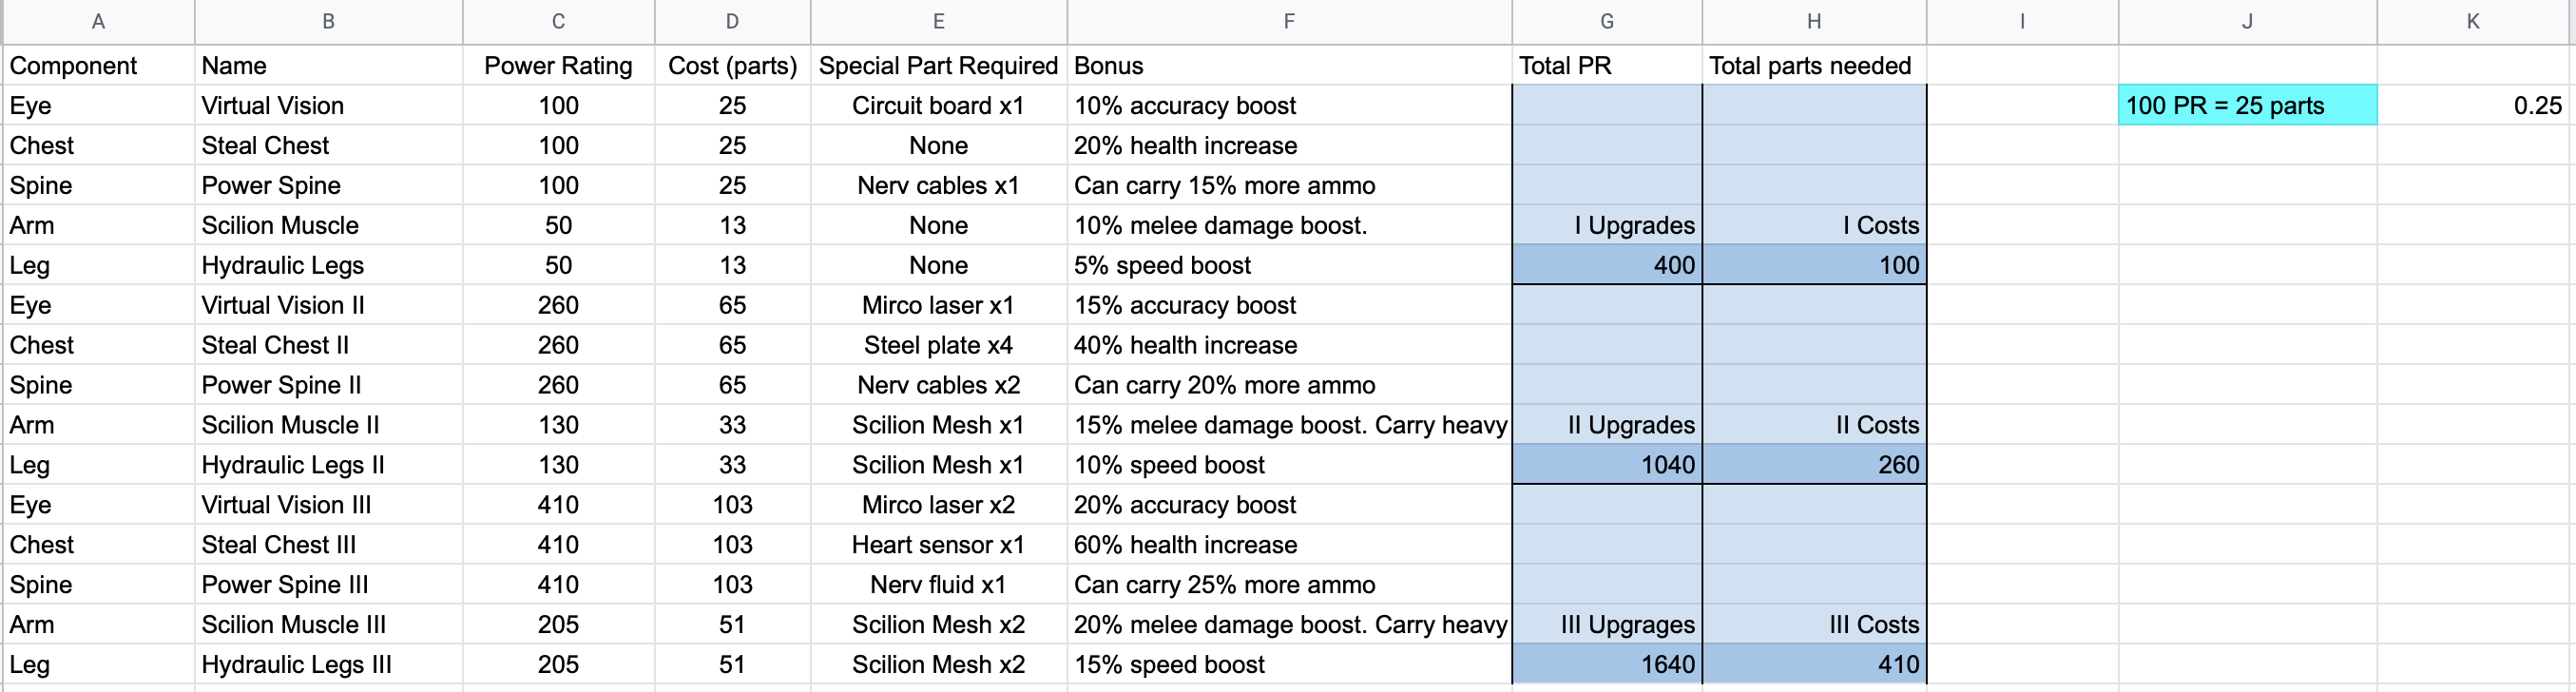 A B C D E F G H I J K
Component Name Power Rating Cost (parts) Special Part Required Bonus Total PR Total parts needed
Eye Virtual Vision 100 25 Circuit board x1 10% accuracy boost 100 PR = 25 parts 0.25
Chest Steal Chest 100 25 None 20% health increase
Spine Power Spine 100 25 Nerv cables x1 Can carry 15% more ammo
Arm Scilion Muscle 50 13 None 10% melee damage boost. I Upgrades I Costs
Leg Hydraulic Legs 50 13 None 5% speed boost 400 100
Eye Virtual Vision II 260 65 Mirco laser x1 15% accuracy boost
Chest Steal Chest II 260 65 Steel plate x4 40% health increase
Spine Power Spine II 260 65 Nerv cables x2 Can carry 20% more ammo
Arm Scilion Muscle II 130 33 Scilion Mesh x1 15% melee damage boost. Carry heavy II Upgrades II Costs
Leg Hydraulic Legs II 130 33 Scilion Mesh x1 10% speed boost 1040 260
Eye Virtual Vision III 410 103 Mirco laser x2 20% accuracy boost
Chest Steal Chest III 410 103 Heart sensor x1 60% health increase
Spine Power Spine III 410 103 Nerv fluid x1 Can carry 25% more ammo
Arm Scilion Muscle III 205 51 Scilion Mesh x2 20% melee damage boost. Carry heavy III Upgrages III Costs
Leg Hydraulic Legs III 205 51 Scilion Mesh x2 15% speed boost 1640 410